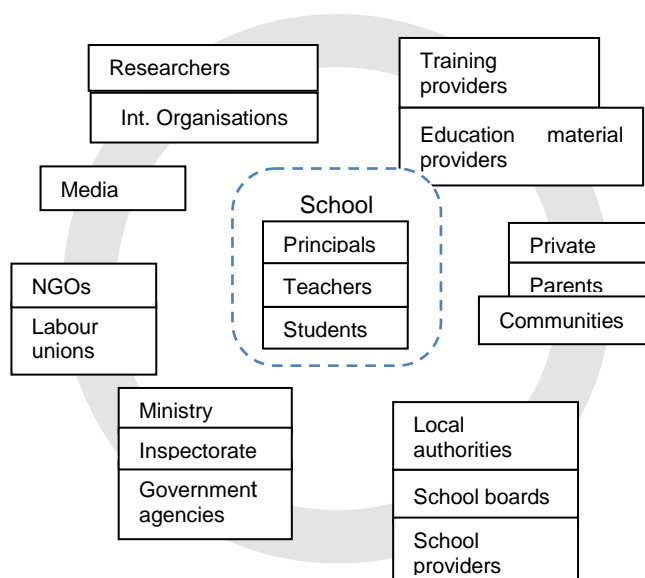 Researchers
Int. Organisations
Training
providers
Education material
providers
Media
School
Principals
Teachers
Students
Private
Parents
Communities
NGOs
Labour
unions
Ministry
Inspectorate
Government
agencies
Local
authorities
School boards
School
providers